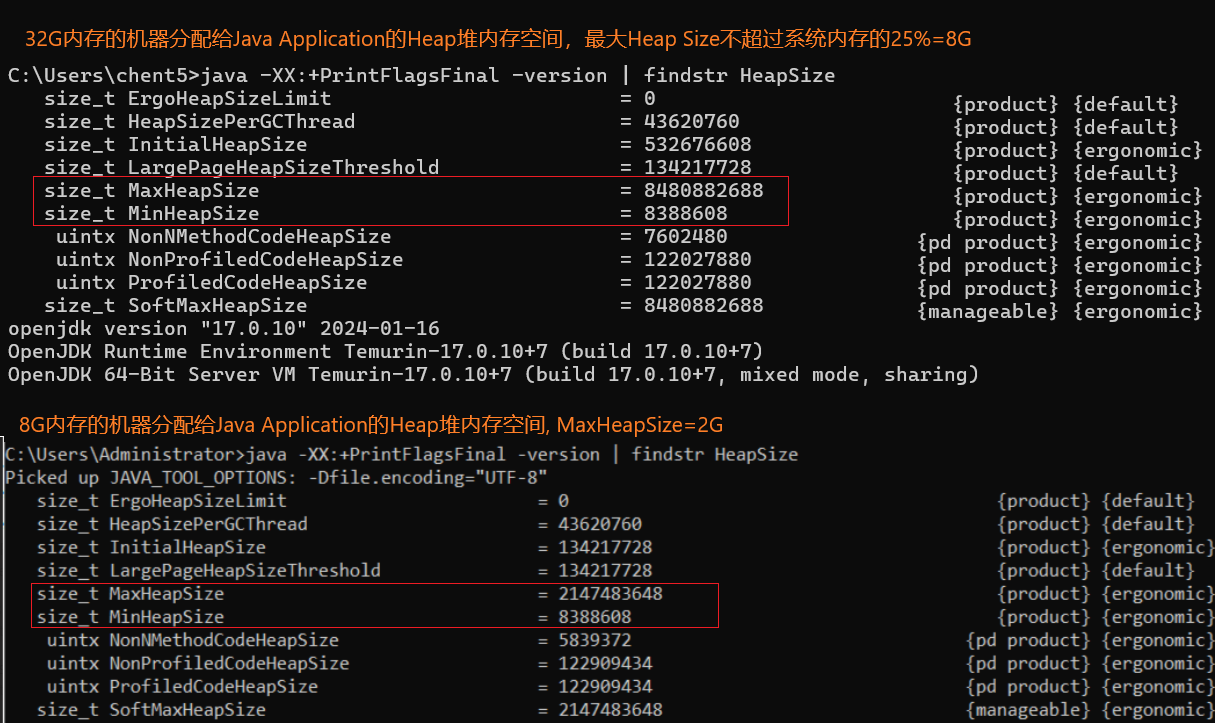 32G内存的机器分配给Java Application的Heap堆内存空间，最大Heap Size不超过系统内存的25%=8G
C:\Users\chent5>java -XX:+PrintFlagsFinal -version | findstr HeapSize
size_t ErgoHeapSizeLimit = 0 {product} {default}
size_t HeapSizePerGCThread = 43620760 {product} {default}
size_t InitialHeapSize = 532676608 {product} {ergonomic}
size_t LargePageHeapSizeThreshold = 134217728 {product} {default}
size_t MaxHeapSize = 8480882688 {product} {ergonomic}
size_t MinHeapSize = 8388608 {product} {ergonomic}
uintx NonNMethodCodeHeapSize = 7602480 {pd product} {ergonomic}
uintx NonProfiledCodeHeapSize = 122027880 {pd product} {ergonomic}
uintx ProfiledCodeHeapSize = 122027880 {pd product} {ergonomic}
size_t SoftMaxHeapSize = 8480882688 {manageable} {ergonomic}
openjdk version "17.0.10" 2024-01-16
OpenJDK Runtime Environment Temurin-17.0.10+7 (build 17.0.10+7)
OpenJDK 64-Bit Server VM Temurin-17.0.10+7 (build 17.0.10+7, mixed mode, sharing)
8G内存的机器分配给Java Application的Heap堆内存空间, MaxHeapSize=2G
C:\Users\Administrator>java -XX:+PrintFlagsFinal -version | findstr HeapSize
Picked up JAVA_TOOL_OPTIONS: -Dfile.encoding="UTF-8"
size_t ErgoHeapSizeLimit = 0 {product} {default}
size_t HeapSizePerGCThread = 43620760 {product} {default}
size_t InitialHeapSize = 134217728 {product} {ergonomic}
size_t LargePageHeapSizeThreshold = 134217728 {product} {default}
size_t MaxHeapSize = 2147483648 {product} {ergonomic}
size_t MinHeapSize = 8388608 {product} {ergonomic}
uintx NonNMethodCodeHeapSize = 5839372 {pd product} {ergonomic}
uintx NonProfiledCodeHeapSize = 122909434 {pd product} {ergonomic}
uintx ProfiledCodeHeapSize = 122909434 {pd product} {ergonomic}
size_t SoftMaxHeapSize = 2147483648 {manageable} {ergonomic}